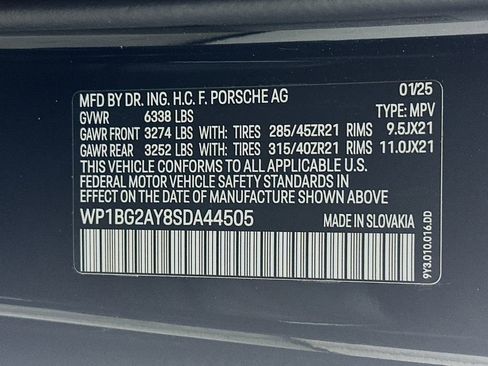 MFD BY DR. ING. H.C. F. PORSCHE AG 01/25
GVWR 6338 LBS TYPE: MPV
GAWR FRONT 3274 LBS WITH: TIRES 285/45ZR21 RIMS 9.5JX21
GAWR REAR 3252 LBS WITH: TIRES 315/40ZR21 RIMS 11.0JX21
THIS VEHICLE CONFORMS TO ALL APPLICABLE
FEDERAL MOTOR VEHICLE SAFETY STANDARDS IN
EFFECT ON THE DATE OF MANUFACTURE SHOWN ABOVE
WP1BG2AY8SDA44505 MADE IN SLOVAKIA
9Y3.010.016.DD